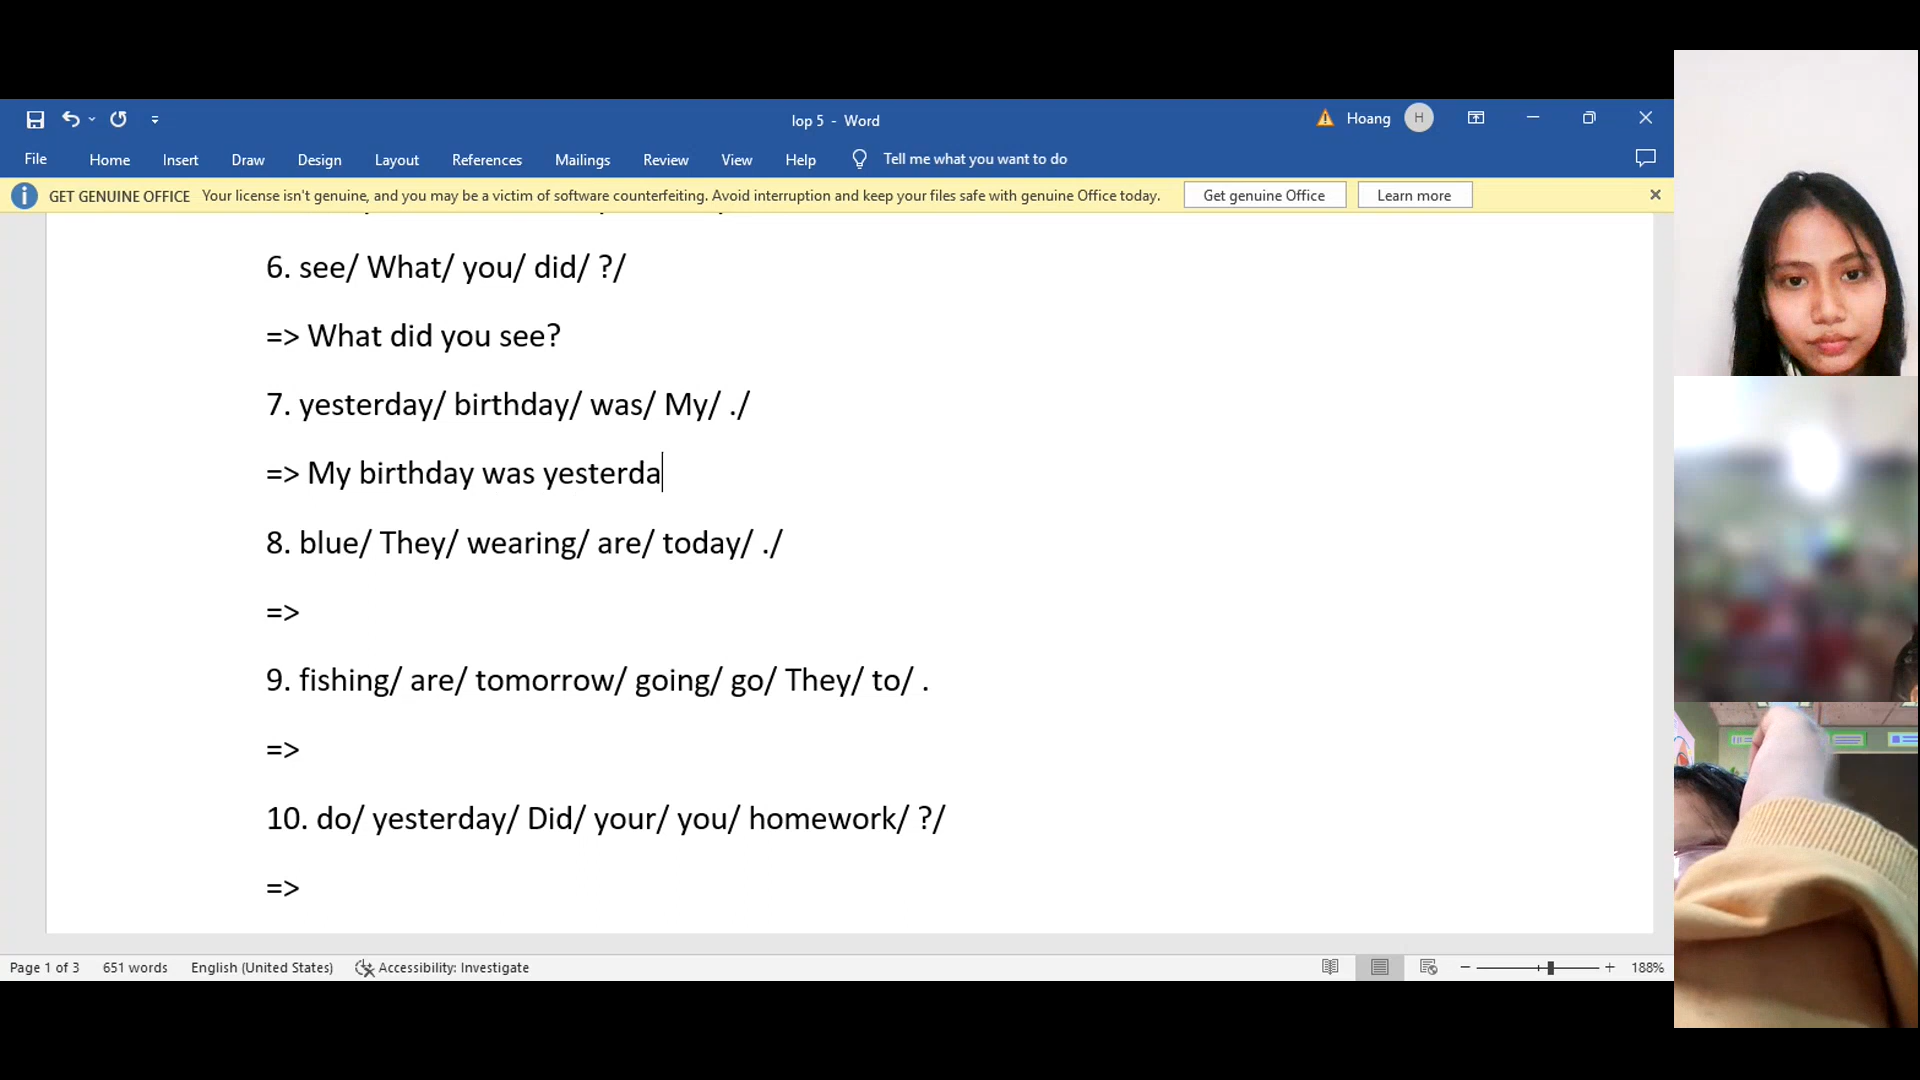 lop 5 - Word
Hoang
H
File Home Insert Draw Design Layout References Mailings Review View Help Tell me what you want to do
GET GENUINE OFFICE Your license isn't genuine, and you may be a victim of software counterfeiting. Avoid interruption and keep your files safe with genuine Office today. Get genuine Office Learn more
6. see/ What/ you/ did/ ?/
=> What did you see?
7. yesterday/ birthday/ was/ My/ ./
=> My birthday was yesterda
8. blue/ They/ wearing/ are/ today/ ./
=>
9. fishing/ are/ tomorrow/ going/ go/ They/ to/ .
=>
10. do/ yesterday/ Did/ your/ you/ homework/ ?/
=>
Page 1 of 3 651 words English (United States) Accessibility: Investigate 188%